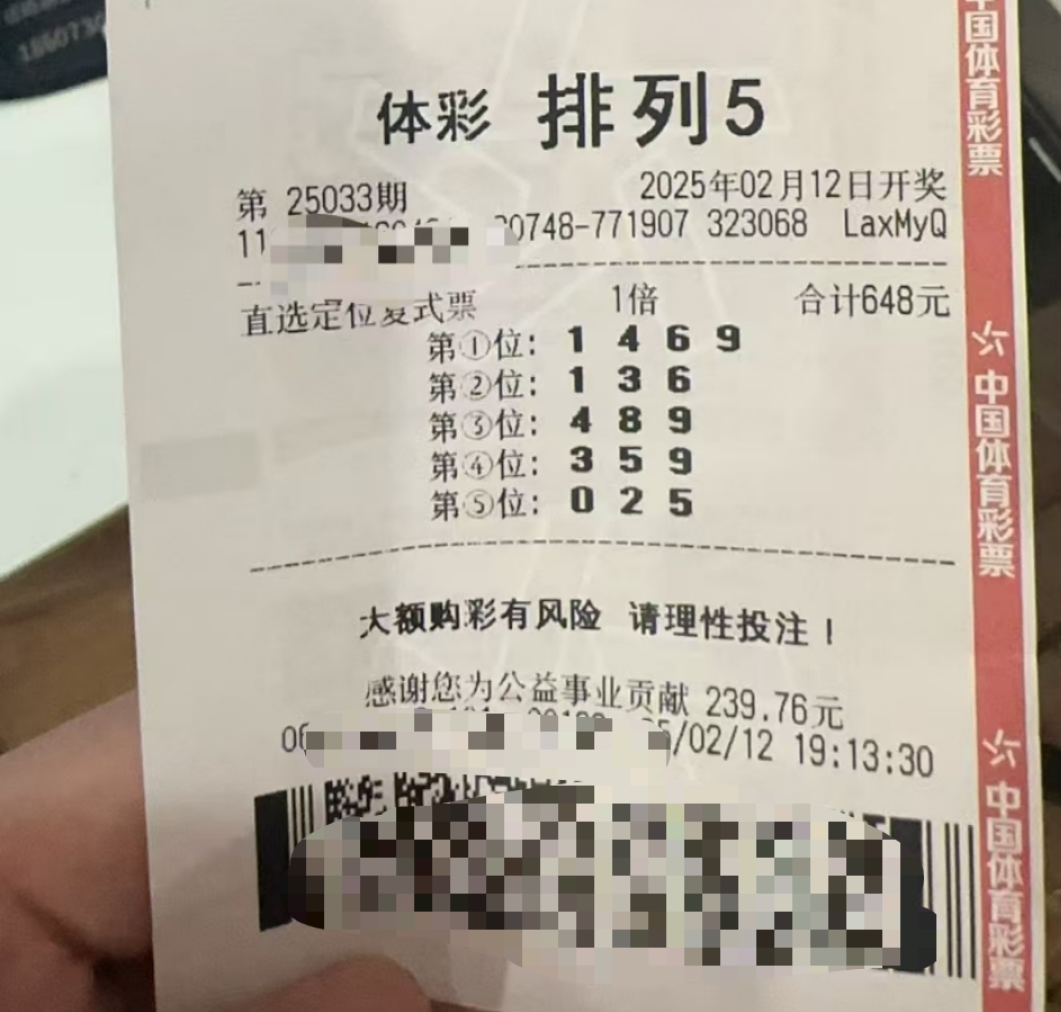 体彩 排列5
第 25033期 2025年02月12日开奖
11 0748-771907 323068 LaxMyQ
直选定位复式票 1倍 合计648元
第①位: 1 4 6 9
第②位: 1 3 6
第③位: 4 8 9
第④位: 3 5 9
第⑤位: 0 2 5
大额购彩有风险 请理性投注!
感谢您为公益事业贡献 239.76元
06 5/02/12 19:13:30
中国体育彩票
中国体育彩票
中国体育彩票